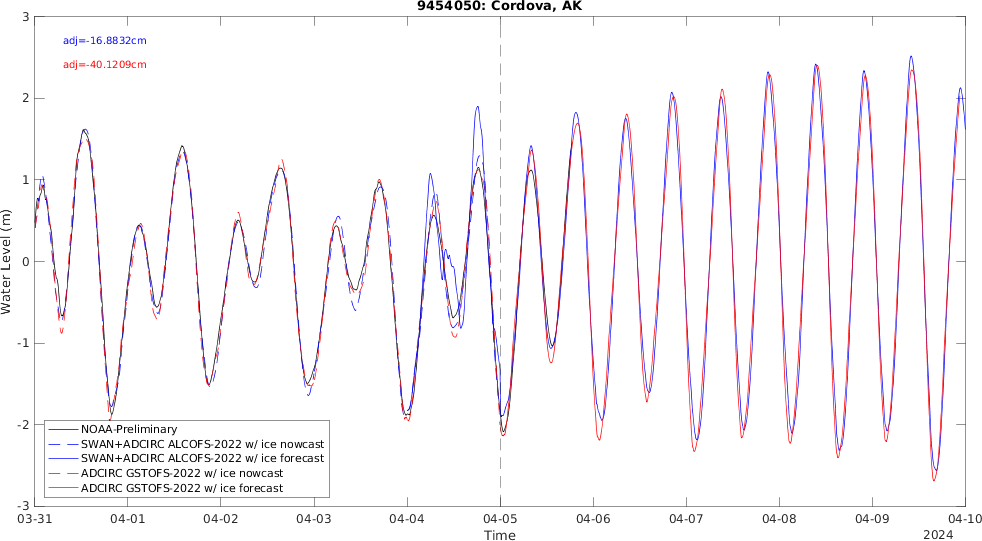 9454050: Cordova, AK
adj=-16.8832cm
adj=-40.1209cm
Water Level (m)
3
2
1
0
-1
-2
-3
NOAA-Preliminary
SWAN+ADCIRC ALCOFS-2022 w/ ice nowcast
SWAN+ADCIRC ALCOFS-2022 w/ ice forecast
ADCIRC GSTOFS-2022 w/ ice nowcast
ADCIRC GSTOFS-2022 w/ ice forecast
03-31 04-01 04-02 04-03 04-04 04-05 04-06 04-07 04-08 04-09 04-10
Time
2024